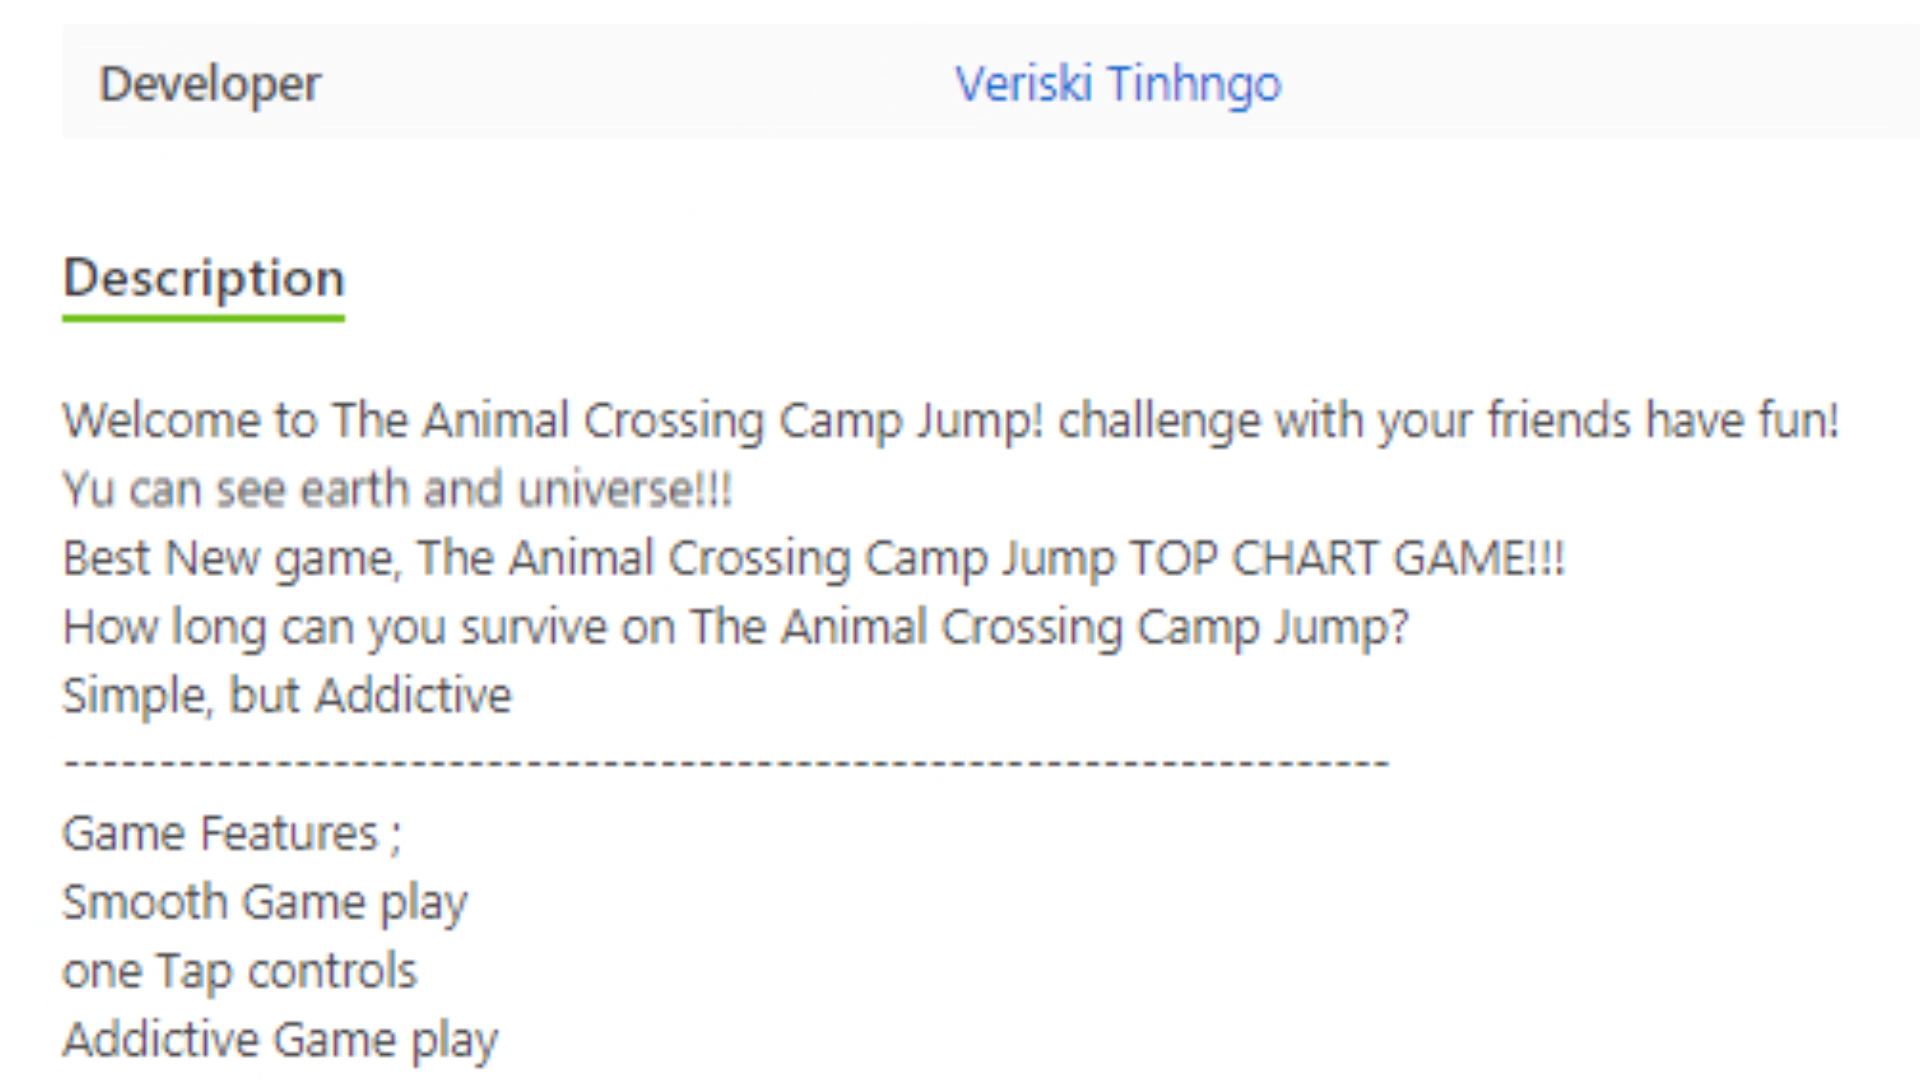 Developer Veriski Tinhngo
Description
Welcome to The Animal Crossing Camp Jump! challenge with your friends have fun!
Yu can see earth and universe!!!
Best New game, The Animal Crossing Camp Jump TOP CHART GAME!!!
How long can you survive on The Animal Crossing Camp Jump?
Simple, but Addictive
---------------------------------------------------------------------
Game Features ;
Smooth Game play
one Tap controls
Addictive Game play